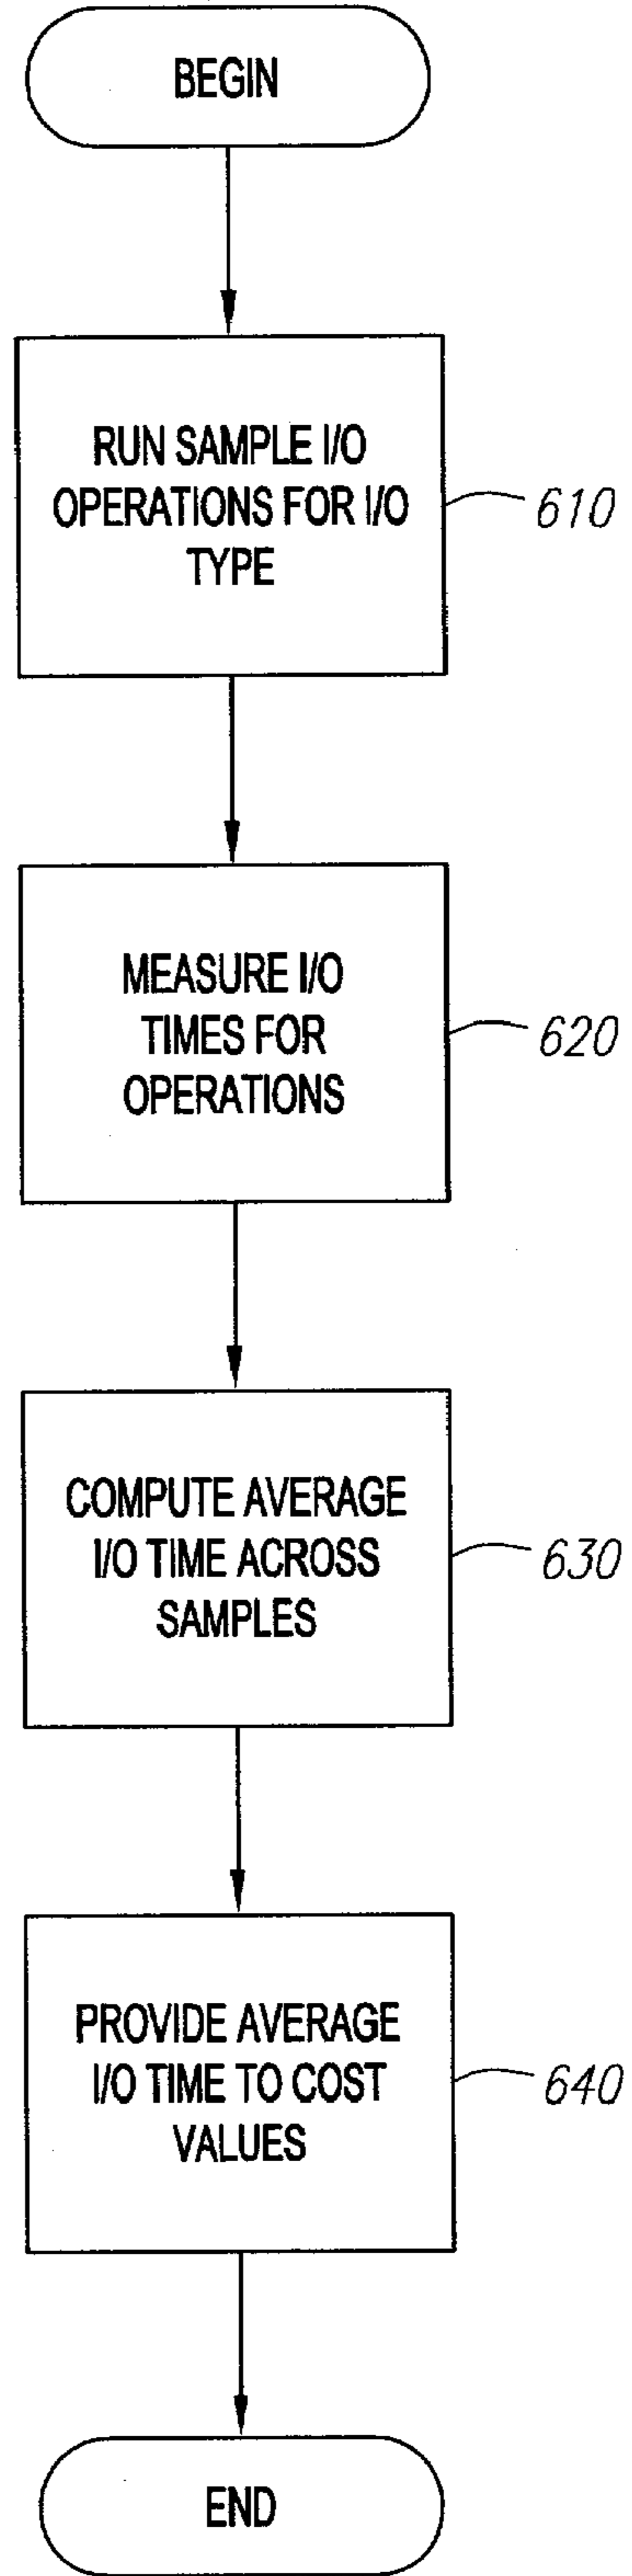 BEGIN
RUN SAMPLE I/O
OPERATIONS FOR I/O
TYPE
610
MEASURE I/O
TIMES FOR
OPERATIONS
620
COMPUTE AVERAGE
I/O TIME ACROSS
SAMPLES
630
PROVIDE AVERAGE
I/O TIME TO COST
VALUES
640
END